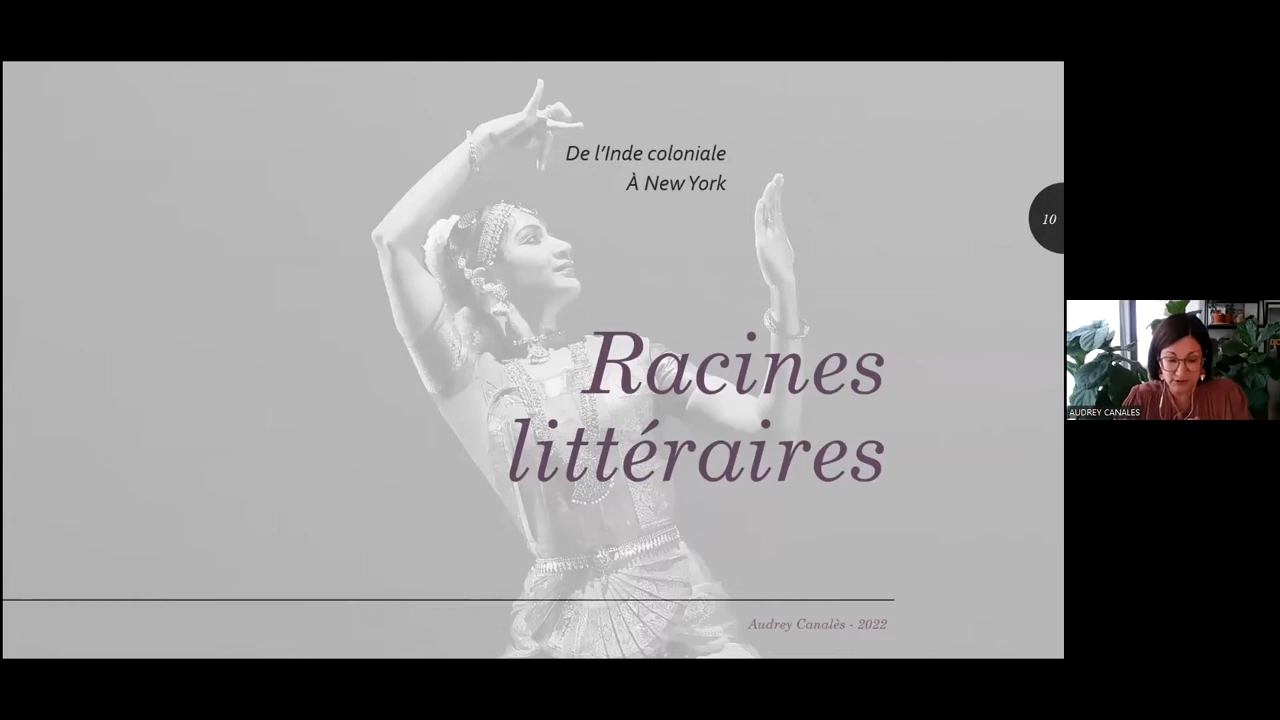 De l'Inde coloniale
À New York
10
Racines
littéraires
AUDREY CANALES
Audrey Canalès - 2022